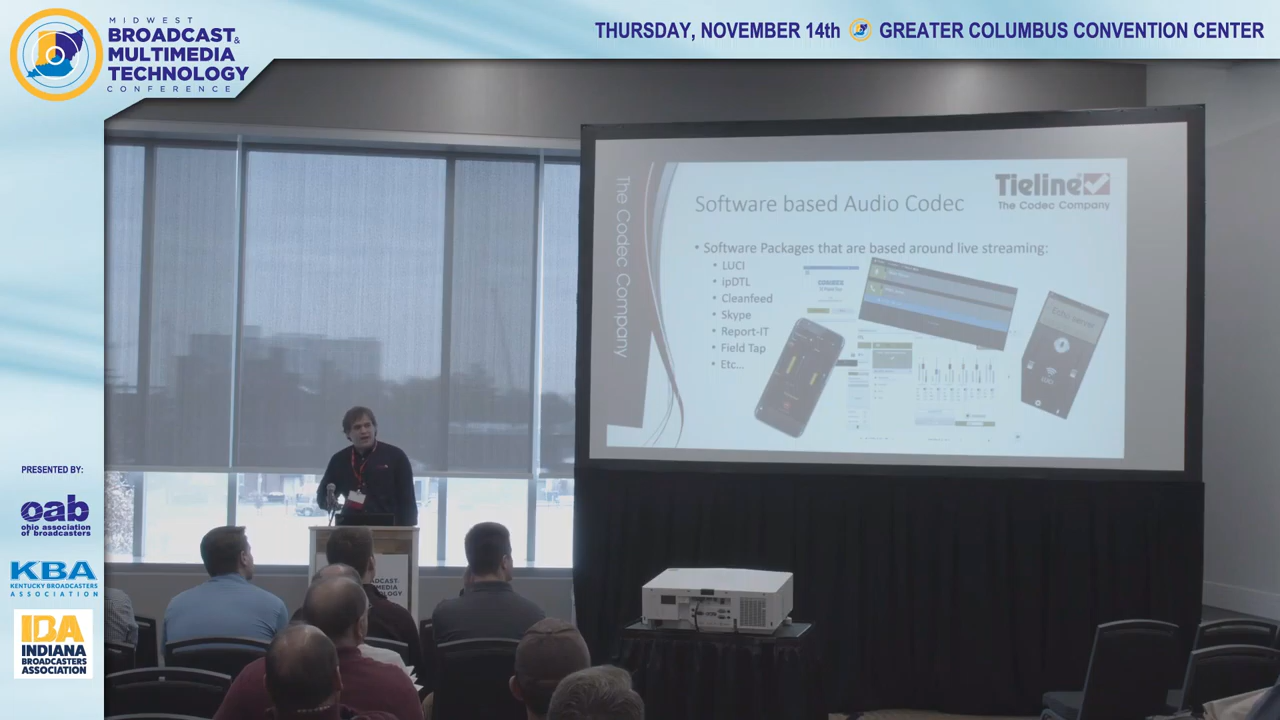 MIDWEST
BROADCAST &
MULTIMEDIA
TECHNOLOGY
CONFERENCE
THURSDAY, NOVEMBER 14th
GREATER COLUMBUS CONVENTION CENTER
The Codec Company
Tieline
The Codec Company
Software based Audio Codec
• Software Packages that are based around live streaming:
• LUCI
• ipDTL
• Cleanfeed
• Skype
• Report-IT
• Field Tap
• Etc...
Echo server
PRESENTED BY:
oab
ohio association
of broadcasters
KBA
KENTUCKY BROADCASTERS
ASSOCIATION
IBA
INDIANA
BROADCASTERS
ASSOCIATION